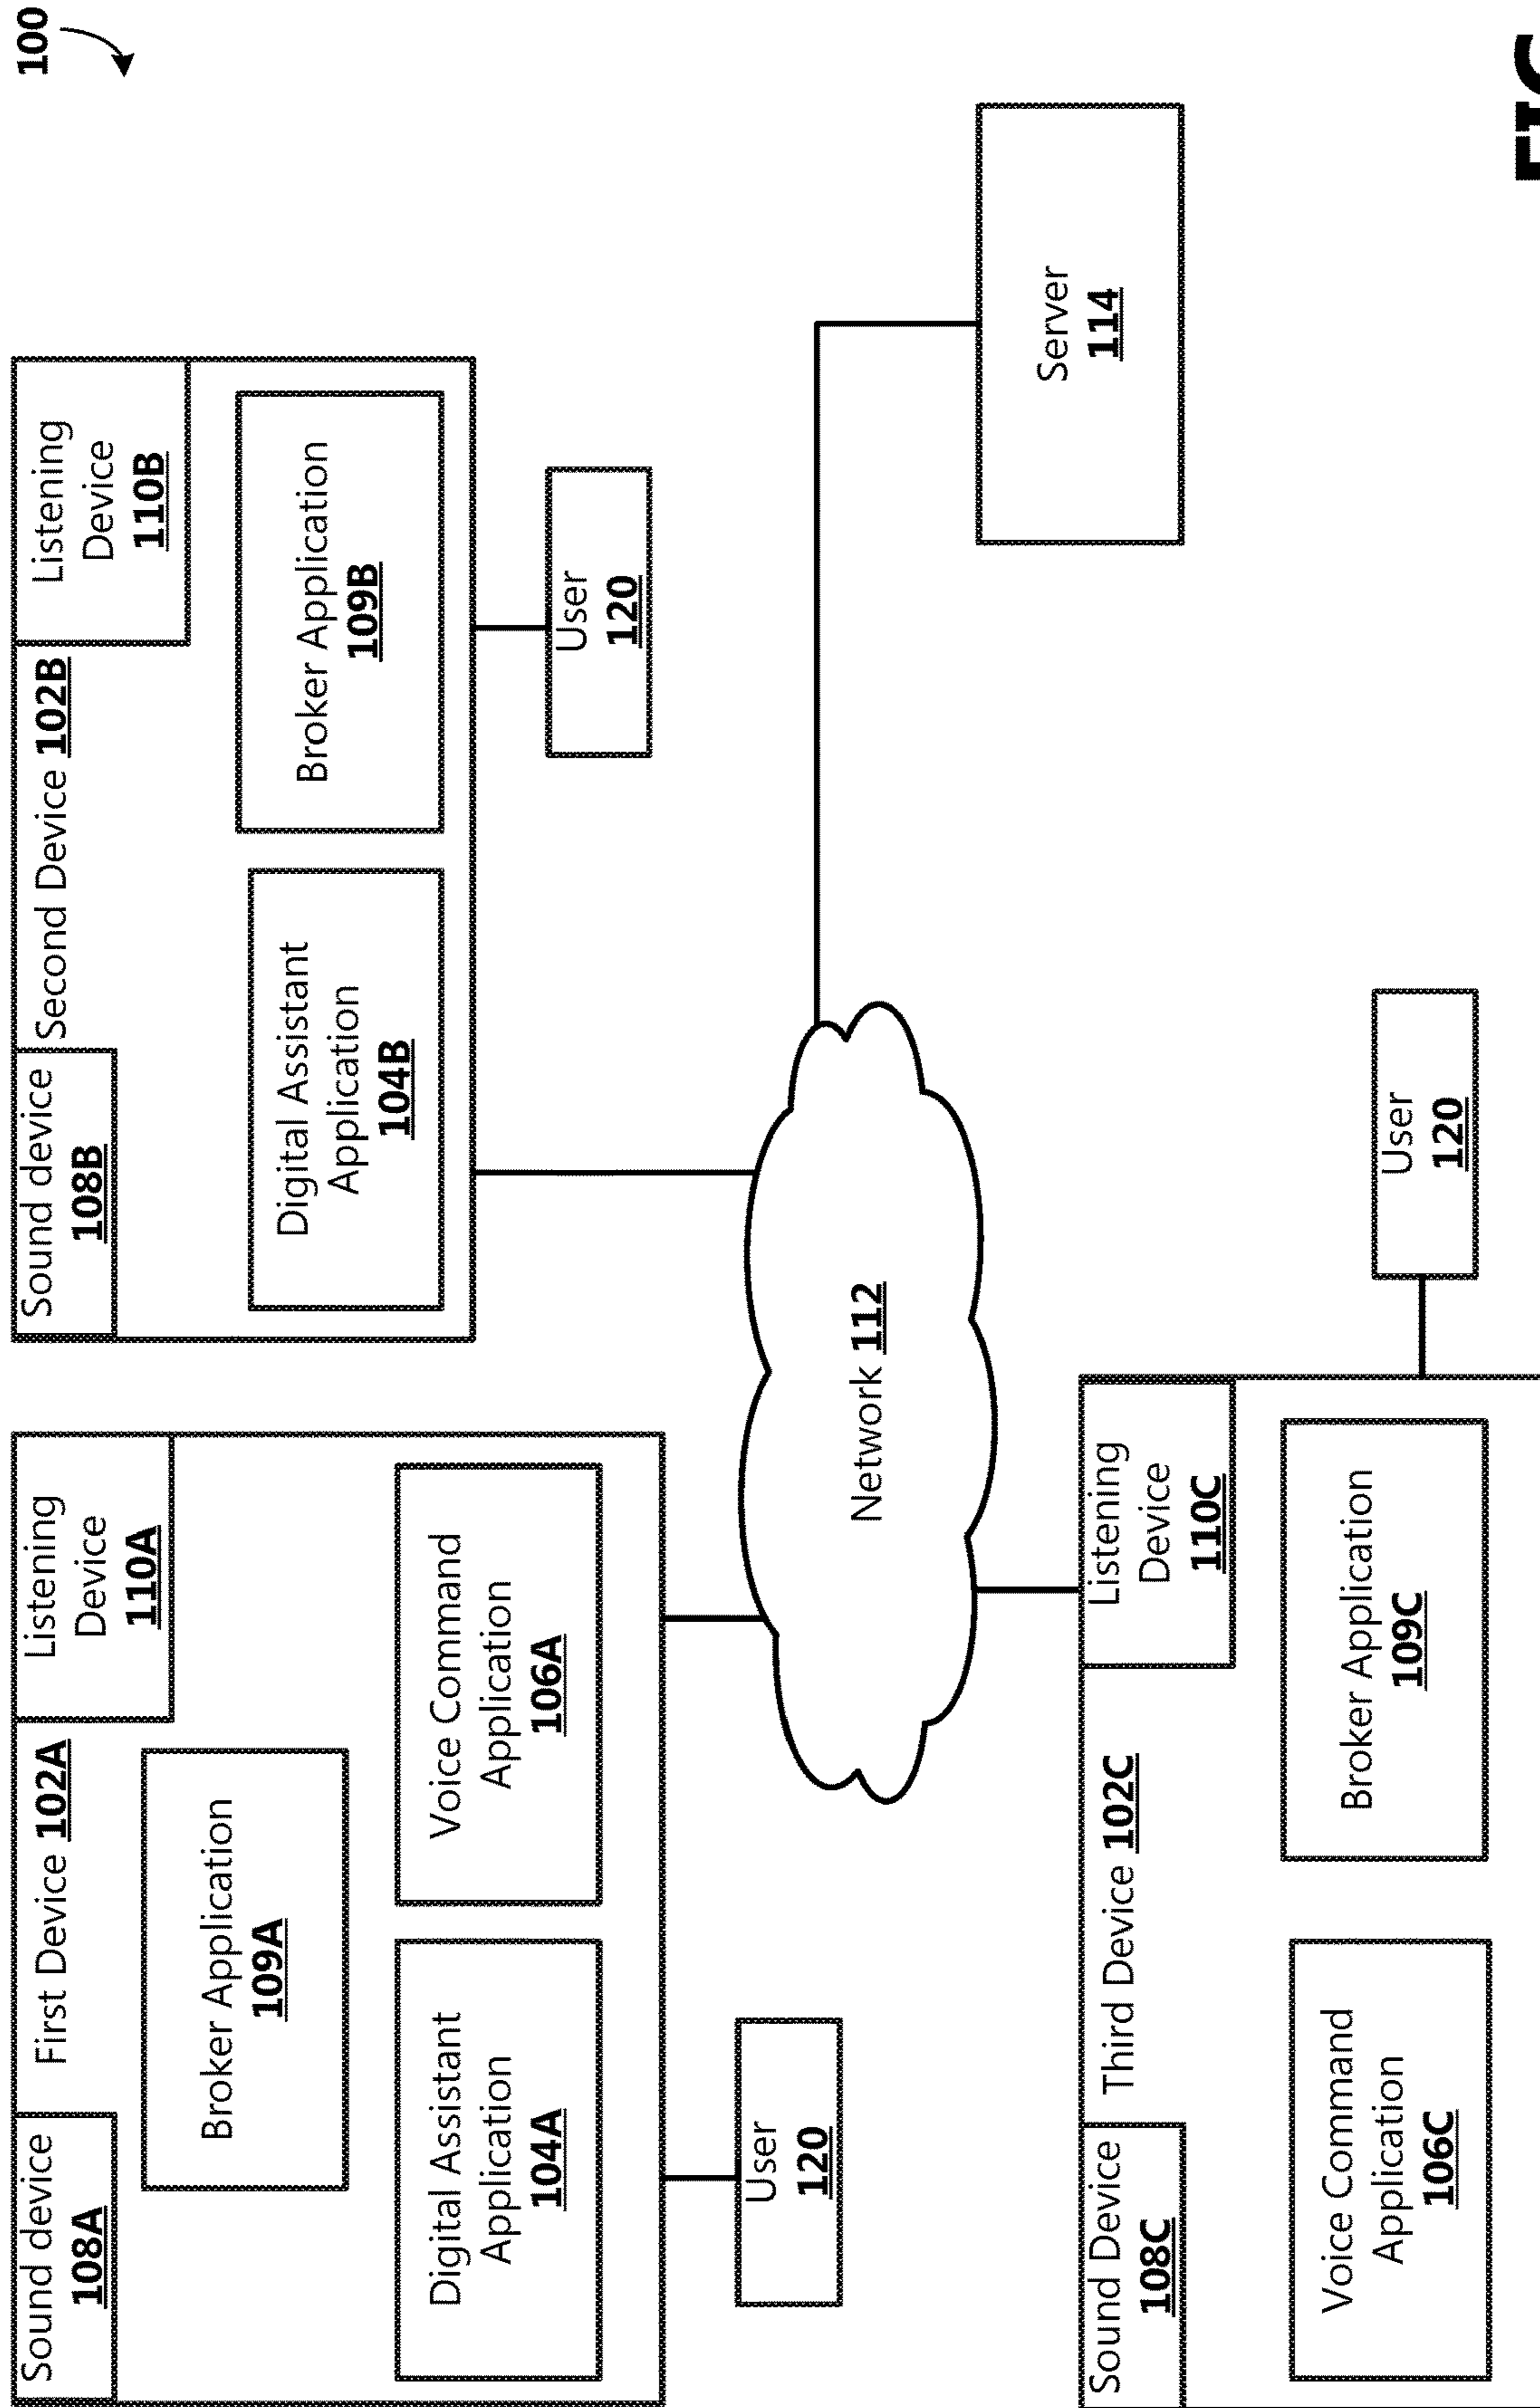 100
Sound device
108A
First Device 102A
Listening
Device
110A
Broker Application
109A
Digital Assistant
Application
104A
Voice Command
Application
106A
User
120
Sound device
108B
Second Device 102B
Listening
Device
110B
Digital Assistant
Application
104B
Broker Application
109B
User
120
Network 112
Server
114
Sound Device
108C
Third Device 102C
Listening
Device
110C
Voice Command
Application
106C
Broker Application
109C
User
120